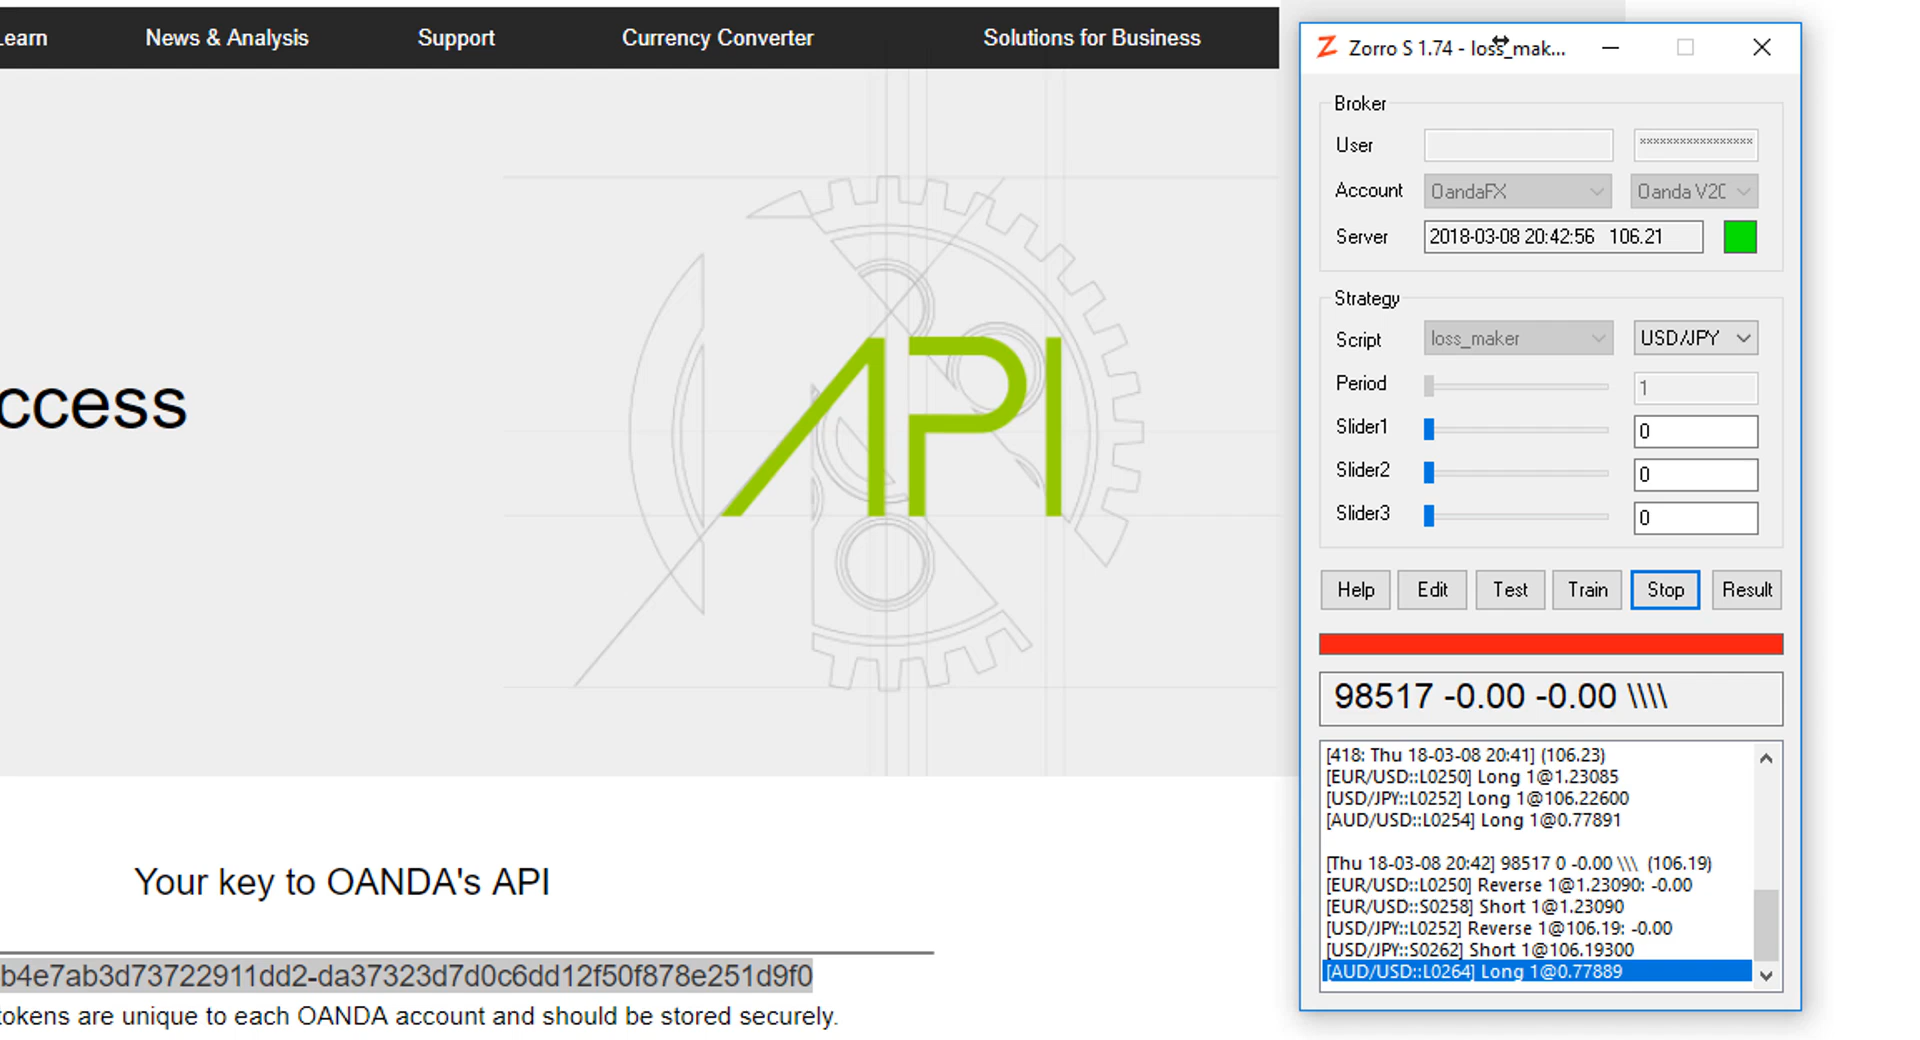 Learn News & Analysis Support Currency Converter Solutions for Business
ccess
API
Your key to OANDA's API
b4e7ab3d73722911dd2-da37323d7d0c6dd12f50f878e251d9f0
tokens are unique to each OANDA account and should be stored securely.
Zorro S 1.74 - loss_mak...
Broker
User ****************
Account OandaFX Oanda V20
Server 2018-03-08 20:42:56 106.21
Strategy
Script loss_maker USD/JPY
Period 1
Slider1 0
Slider2 0
Slider3 0
Help Edit Test Train Stop Result
98517 -0.00 -0.00 \\\\
[418: Thu 18-03-08 20:41] (106.23)
[EUR/USD::L0250] Long 1@1.23085
[USD/JPY::L0252] Long 1@106.22600
[AUD/USD::L0254] Long 1@0.77891
[Thu 18-03-08 20:42] 98517 0 -0.00 \\\ (106.19)
[EUR/USD::L0250] Reverse 1@1.23090: -0.00
[EUR/USD::S0258] Short 1@1.23090
[USD/JPY::L0252] Reverse 1@106.19: -0.00
[USD/JPY::S0262] Short 1@106.19300
[AUD/USD::L0264] Long 1@0.77889